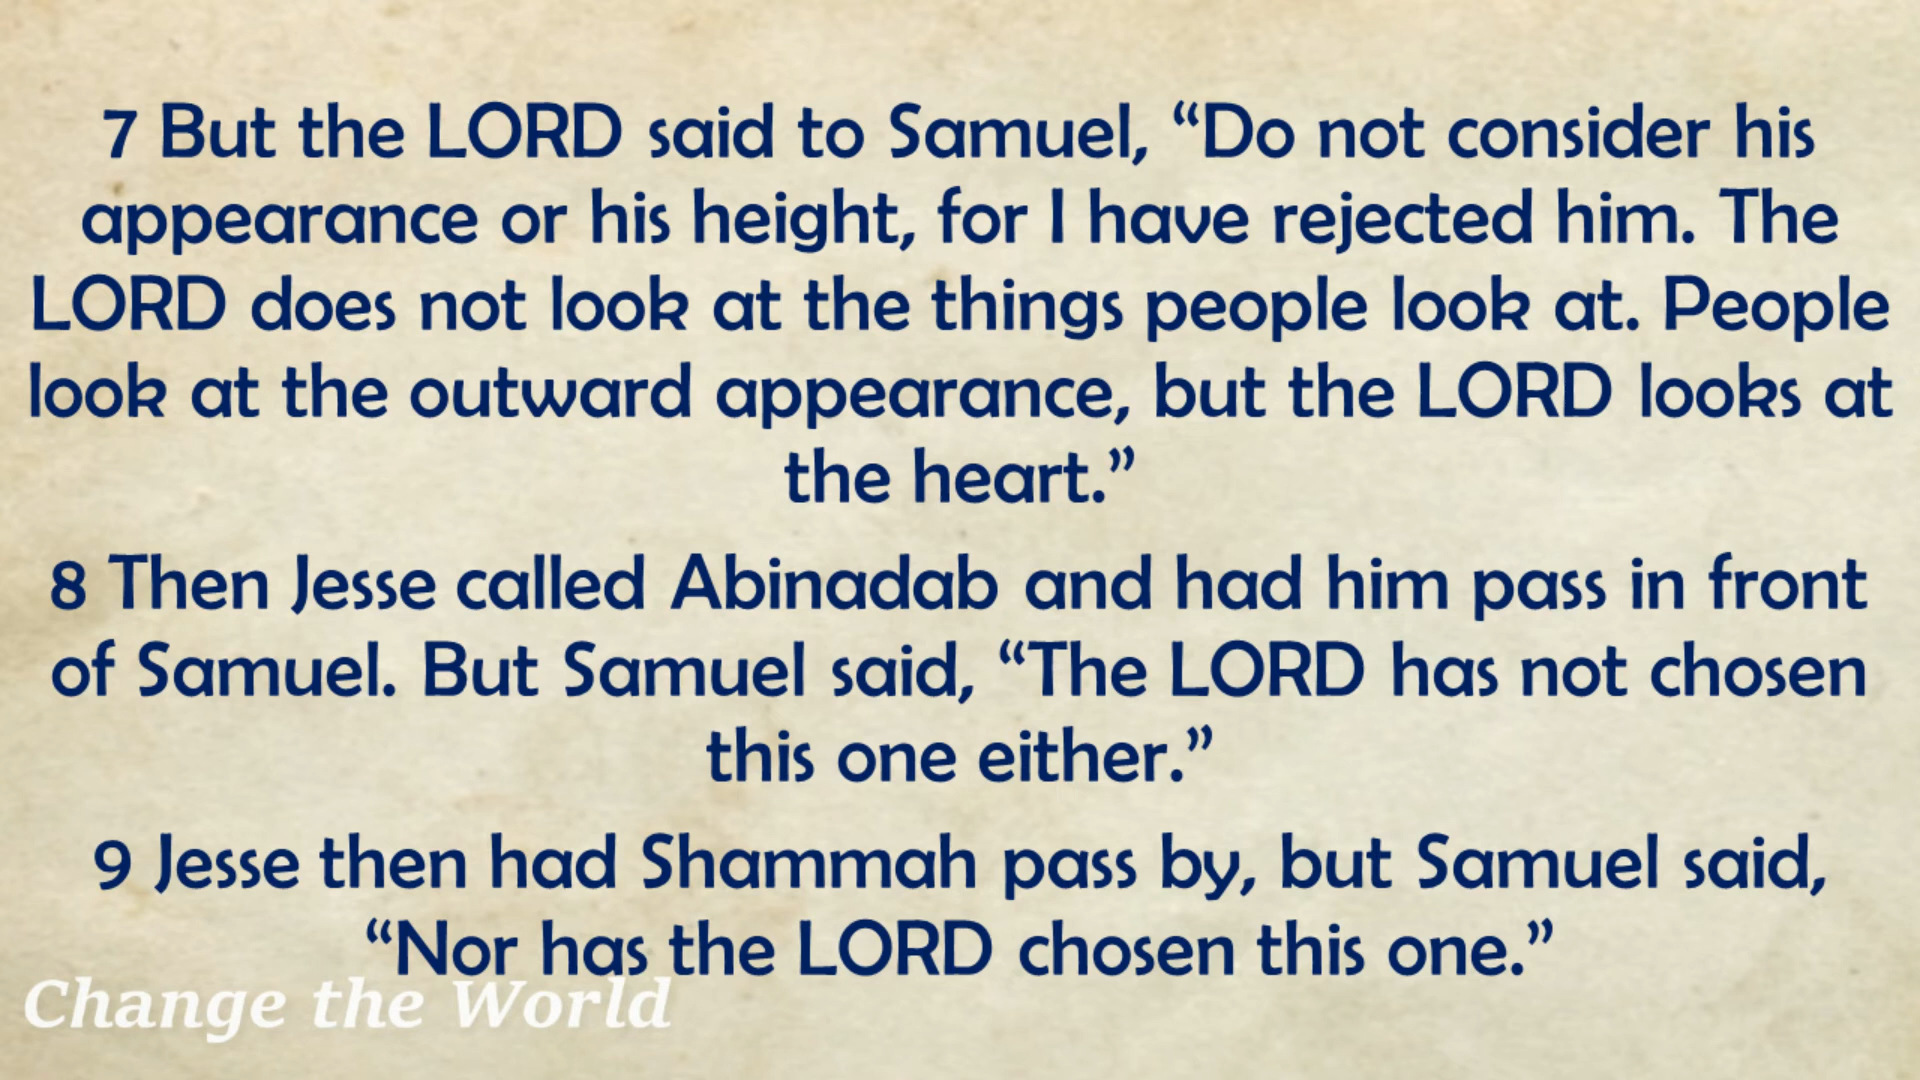 7 But the LORD said to Samuel, “Do not consider his
appearance or his height, for I have rejected him. The
LORD does not look at the things people look at. People
look at the outward appearance, but the LORD looks at
the heart.”
8 Then Jesse called Abinadab and had him pass in front
of Samuel. But Samuel said, “The LORD has not chosen
this one either.”
9 Jesse then had Shammah pass by, but Samuel said,
“Nor has the LORD chosen this one.”
Change the World